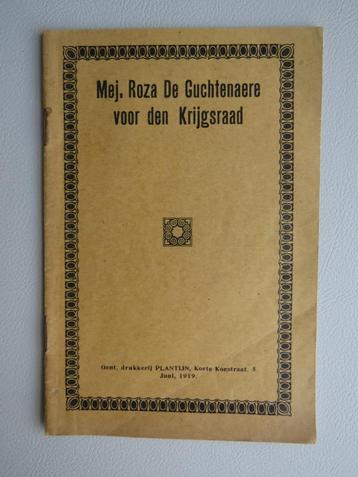 Mej. Roza De Guchtenaere
voor den Krijgsraad
Gent, drukkerij PLANTIJN, Korte Koestraat, 5
Juni, 1919.